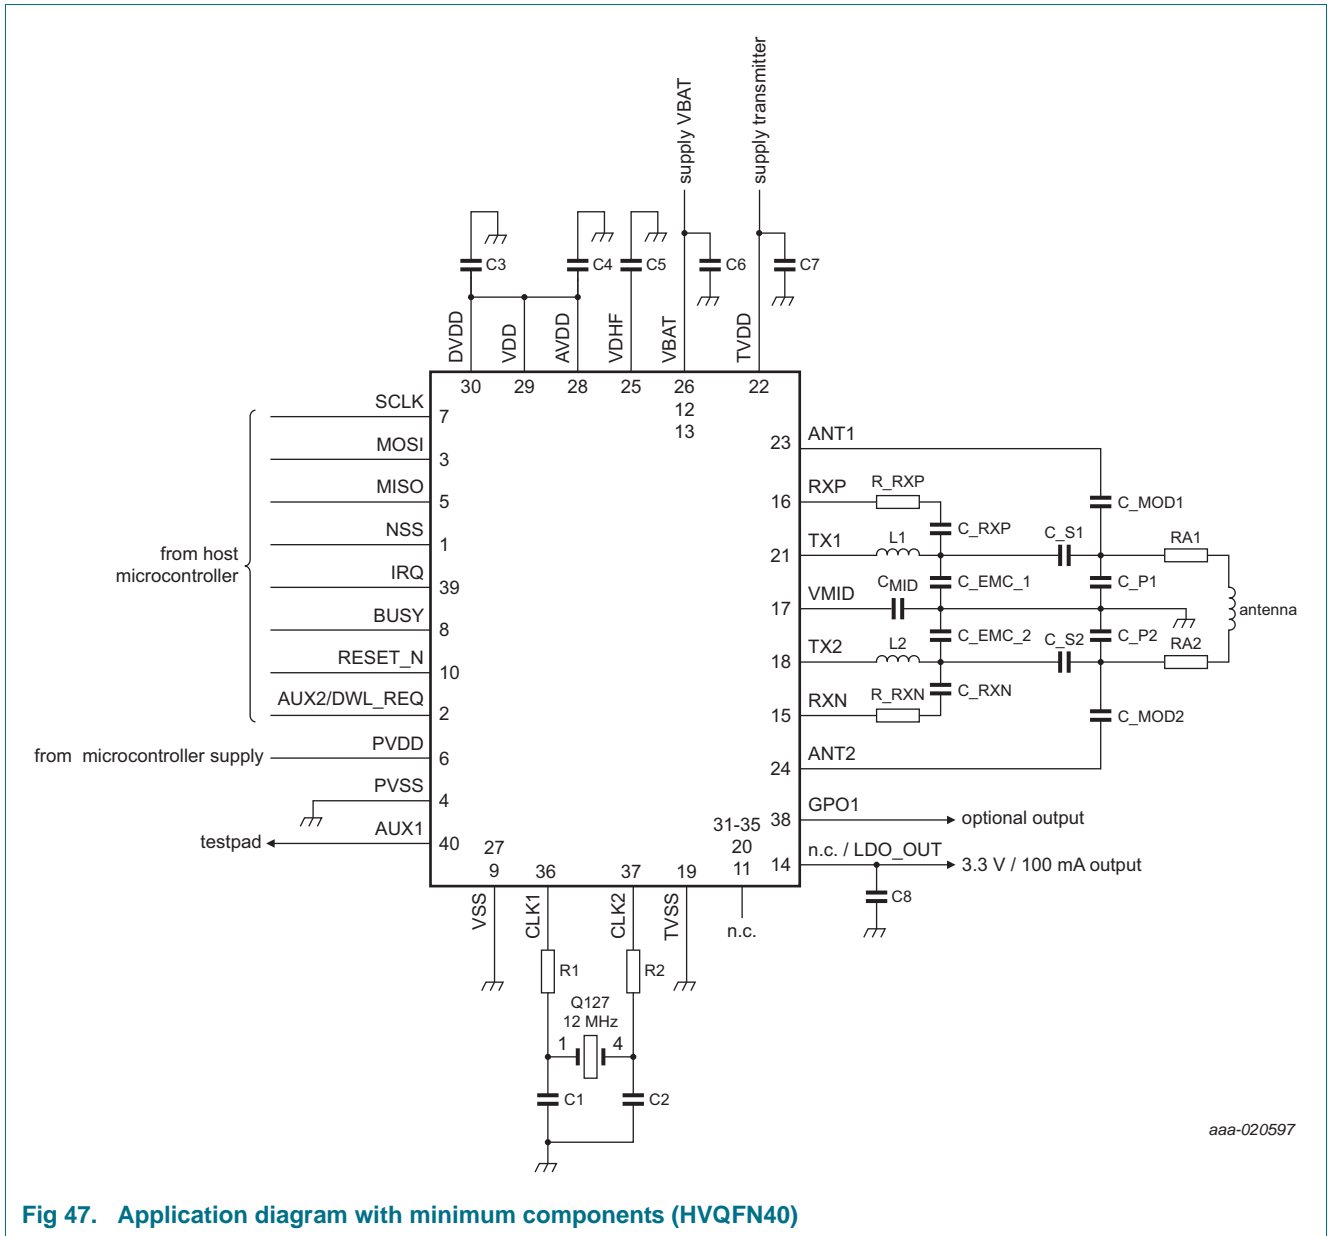 supply VBAT
supply transmitter
C3
C4
C5
C6
C7
DVDD
VDD
AVDD
VDHF
VBAT
TVDD
30
29
28
25
26
12
13
22
from host
microcontroller
SCLK
7
MOSI
3
MISO
5
NSS
1
IRQ
39
BUSY
8
RESET_N
10
AUX2/DWL_REQ
2
from microcontroller supply
PVDD
6
PVSS
4
testpad
AUX1
40
23
ANT1
16
RXP
R_RXP
C_RXP
C_MOD1
21
TX1
L1
C_S1
RA1
C_EMC_1
C_P1
17
VMID
CMID
antenna
C_EMC_2
C_P2
18
TX2
L2
C_S2
RA2
15
RXN
R_RXN
C_RXN
C_MOD2
24
ANT2
38
GPO1
optional output
14
n.c. / LDO_OUT
3.3 V / 100 mA output
C8
27
9
36
37
19
31-35
20
11
VSS
CLK1
CLK2
TVSS
n.c.
R1
R2
Q127
12 MHz
1
4
C1
C2
aaa-020597
Fig 47. Application diagram with minimum components (HVQFN40)